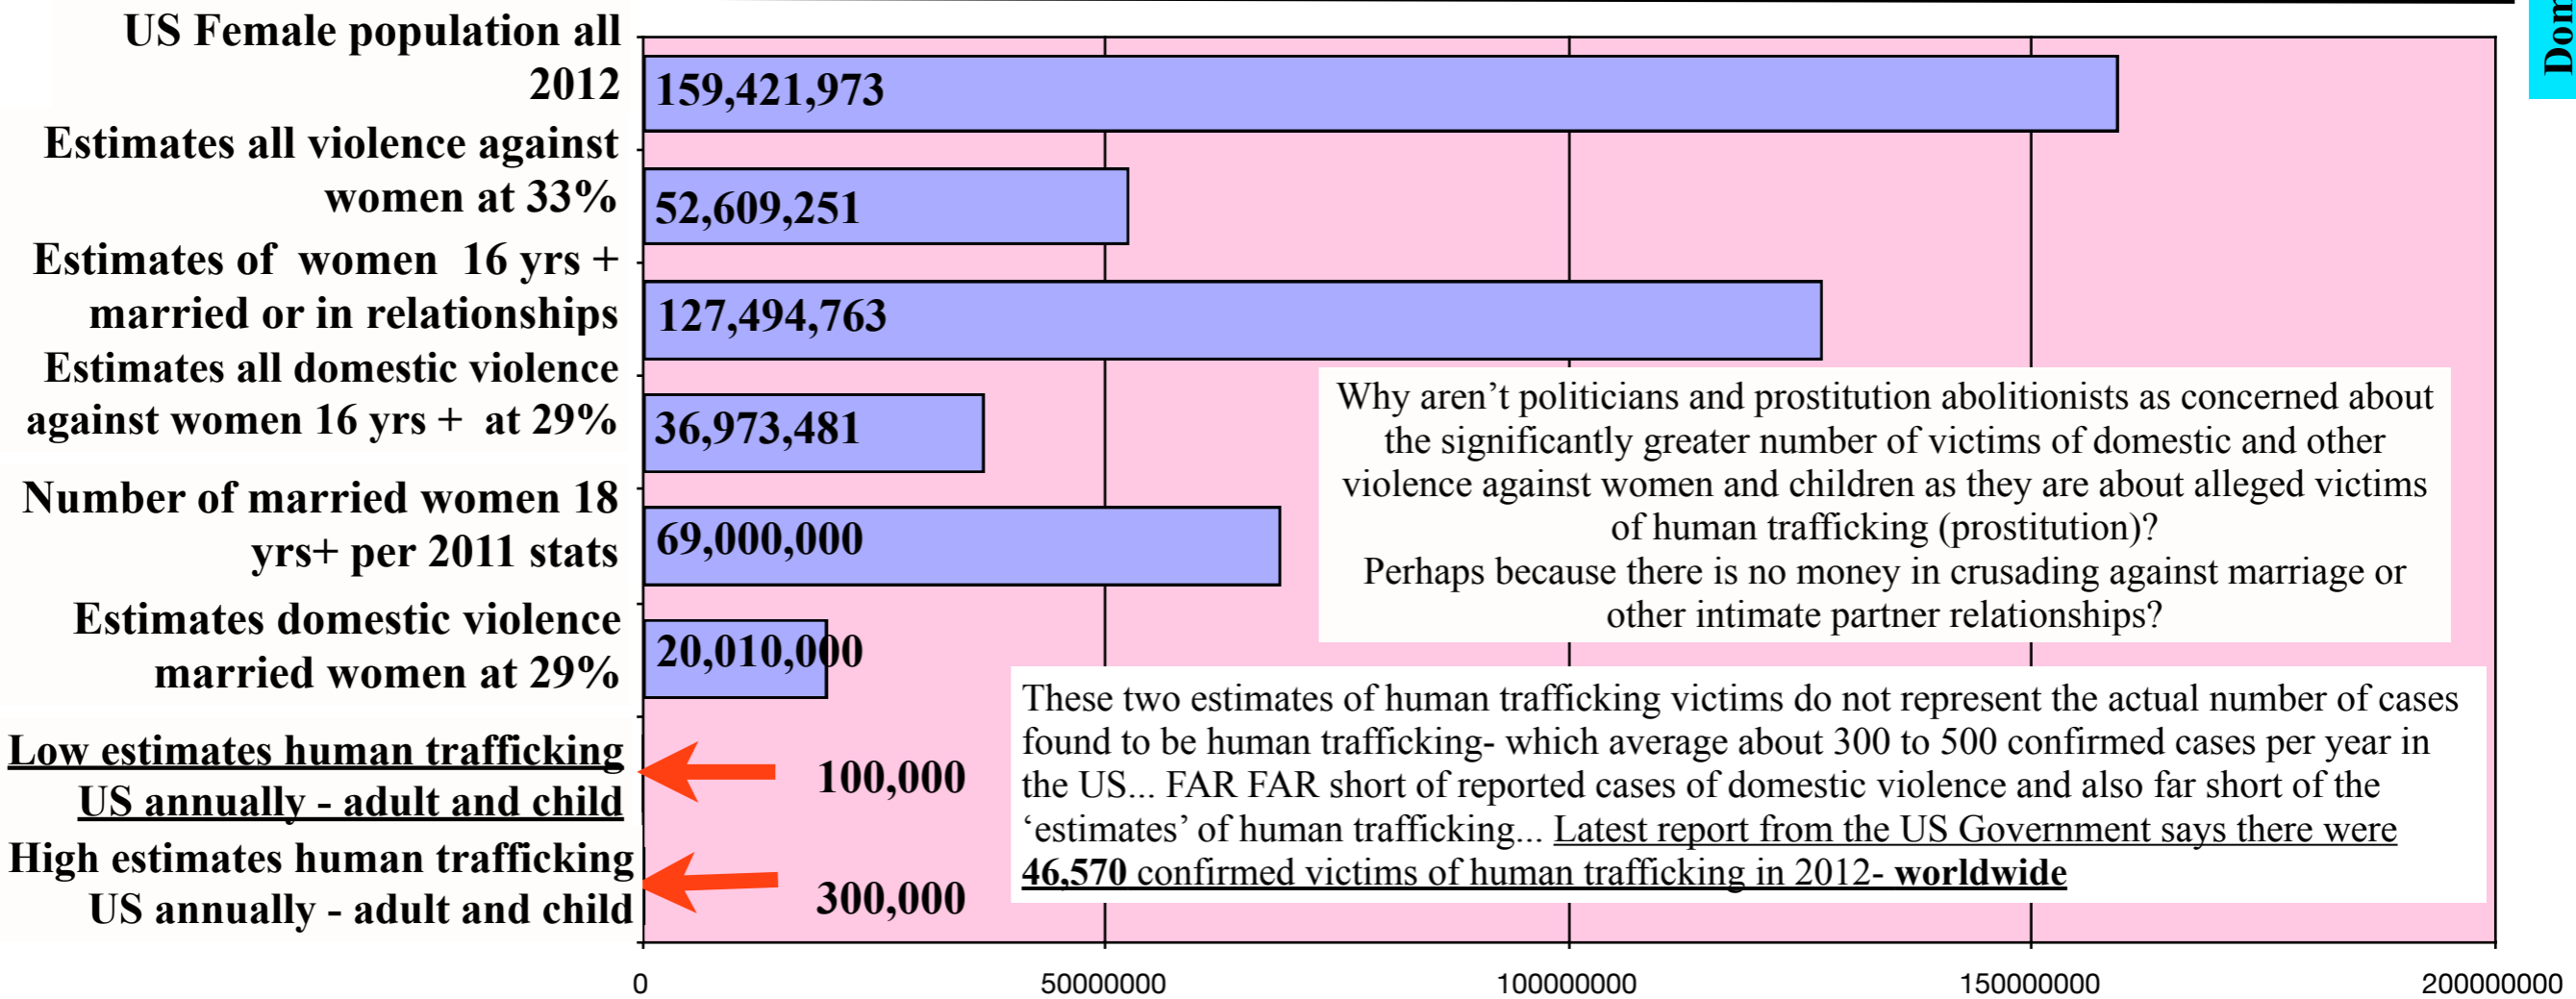 US Female population all
2012
159,421,973
Estimates all violence against
women at 33%
52,609,251
Estimates of women 16 yrs +
married or in relationships
127,494,763
Estimates all domestic violence
against women 16 yrs + at 29%
36,973,481
Number of married women 18
yrs+ per 2011 stats
69,000,000
Estimates domestic violence
married women at 29%
20,010,000
Low estimates human trafficking
US annually - adult and child
100,000
High estimates human trafficking
US annually - adult and child
300,000
Why aren’t politicians and prostitution abolitionists as concerned about
the significantly greater number of victims of domestic and other
violence against women and children as they are about alleged victims
of human trafficking (prostitution)?
Perhaps because there is no money in crusading against marriage or
other intimate partner relationships?
These two estimates of human trafficking victims do not represent the actual number of cases
found to be human trafficking- which average about 300 to 500 confirmed cases per year in
the US... FAR FAR short of reported cases of domestic violence and also far short of the
‘estimates’ of human trafficking... Latest report from the US Government says there were
46,570 confirmed victims of human trafficking in 2012- worldwide
0 50000000 100000000 150000000 200000000